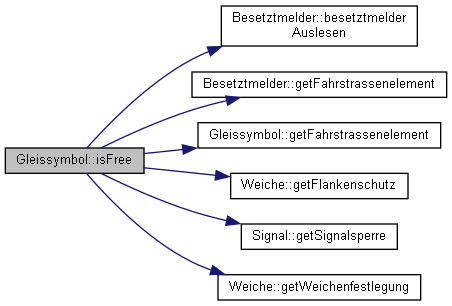 Besetztmelder::besetztmelder
Auslesen
Besetztmelder::getFahrstrassenelement
Gleissymbol::getFahrstrassenelement
Gleissymbol::isFree
Weiche::getFlankenschutz
Signal::getSignalsperre
Weiche::getWeichenfestlegung